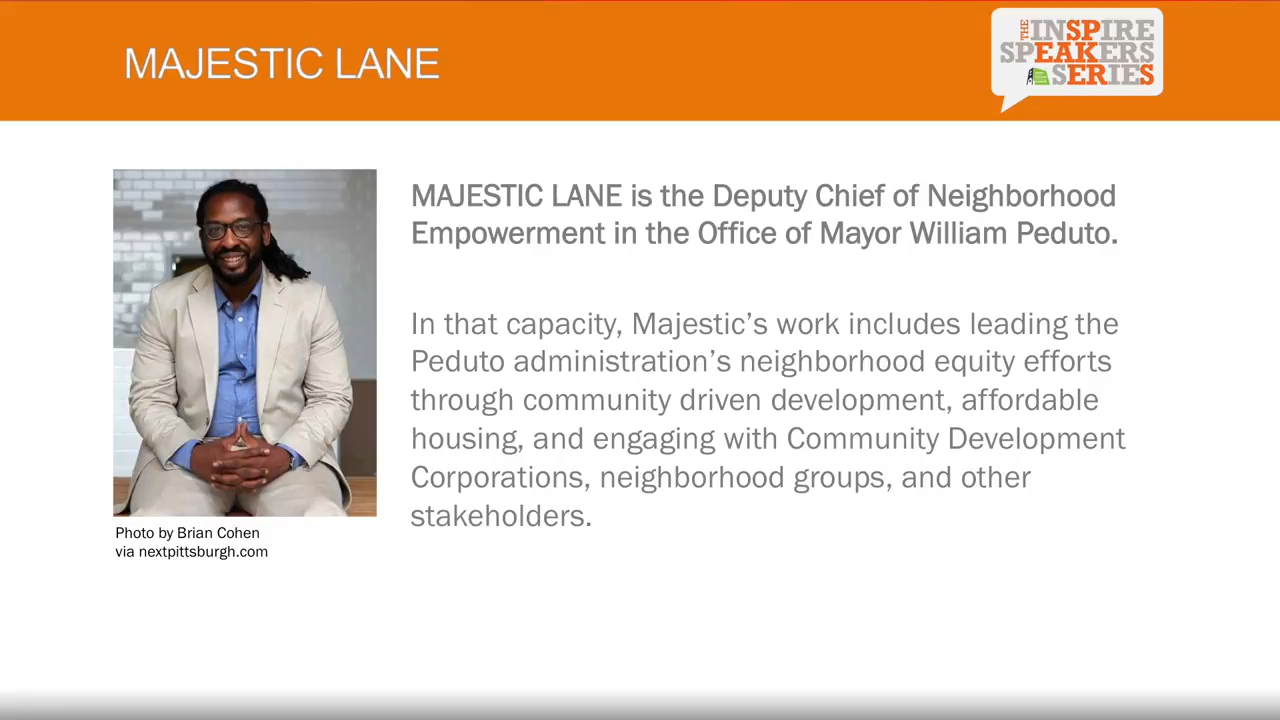 MAJESTIC LANE
THE INSPIRE
SPEAKERS
SERIES
MAJESTIC LANE is the Deputy Chief of Neighborhood
Empowerment in the Office of Mayor William Peduto.
In that capacity, Majestic’s work includes leading the
Peduto administration’s neighborhood equity efforts
through community driven development, affordable
housing, and engaging with Community Development
Corporations, neighborhood groups, and other
stakeholders.
Photo by Brian Cohen
via nextpittsburgh.com